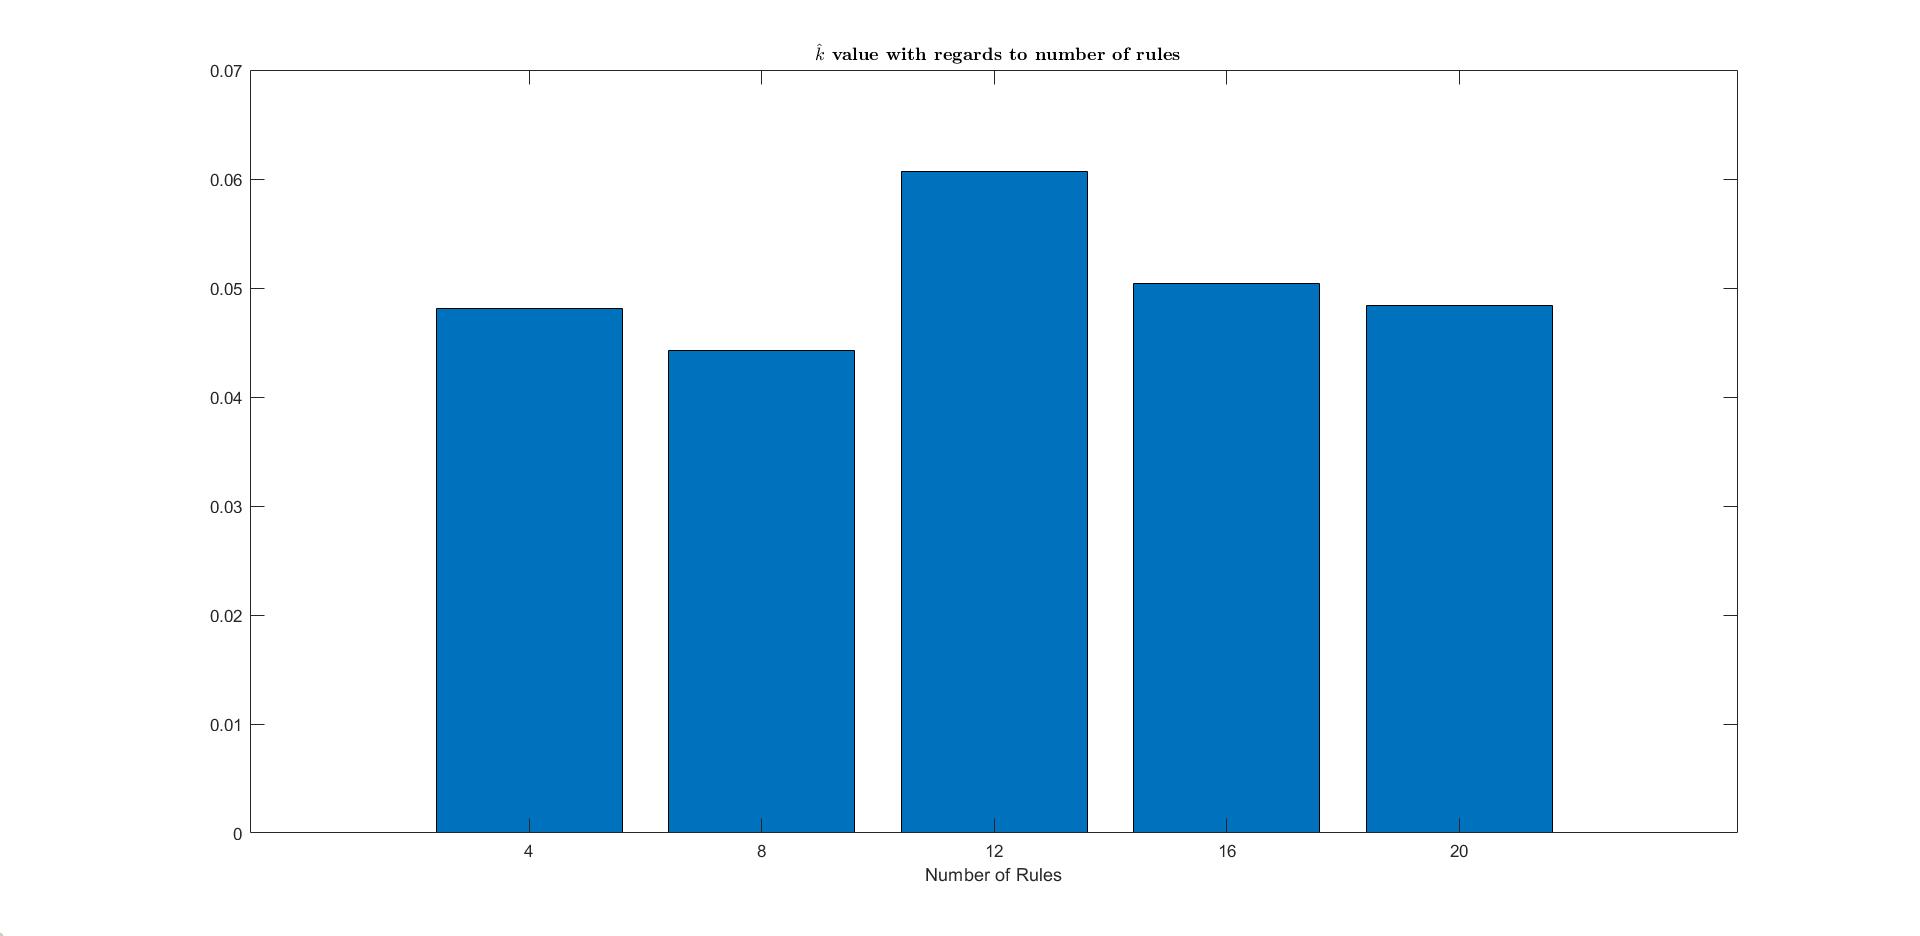 k̂ value with regards to number of rules
0.07
0.06
0.05
0.04
0.03
0.02
0.01
0
4 8 12 16 20
Number of Rules